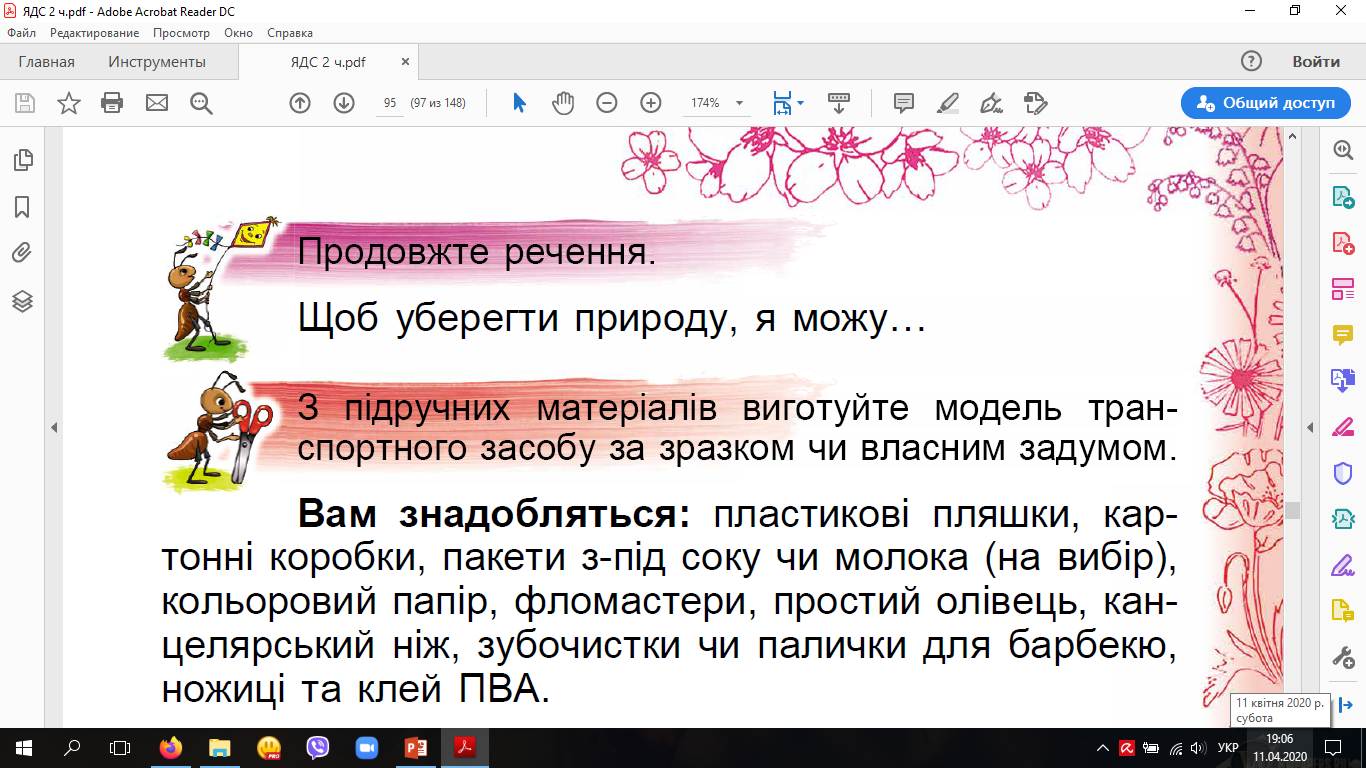 ЯДС 2 ч.pdf - Adobe Acrobat Reader DC
Файл Редактирование Просмотр Окно Справка
Главная Инструменты ЯДС 2 ч.pdf × Войти
95 (97 из 148) 174% Общий доступ
Продовжте речення.
Щоб уберегти природу, я можу…
З підручних матеріалів виготуйте модель тран-
спортного засобу за зразком чи власним задумом.
Вам знадобляться: пластикові пляшки, кар-
тонні коробки, пакети з-під соку чи молока (на вибір),
кольоровий папір, фломастери, простий олівець, кан-
целярський ніж, зубочистки чи палички для барбекю,
ножиці та клей ПВА.
11 квітня 2020 р.
субота
PRO
УКР
19:06
11.04.2020